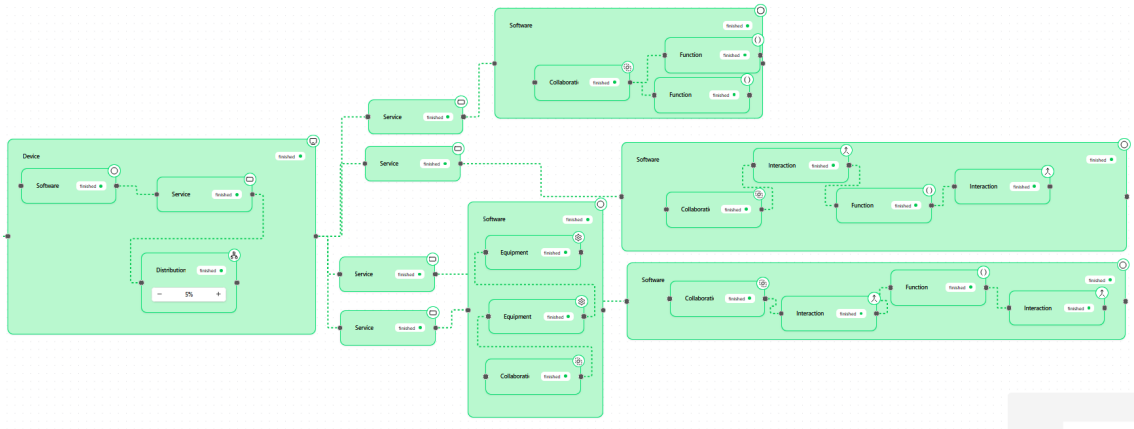 Software
finished
Function
finished
Collaborati
finished
Function
finished
Service
finished
Service
finished
Device
finished
Software
finished
Service
finished
Distribution
finished
− 5% +
Software
finished
Interaction
finished
Collaborati
finished
Function
finished
Interaction
finished
Software
finished
Equipment
finished
Equipment
finished
Collaborati
finished
Service
finished
Service
finished
Software
finished
Collaborati
finished
Interaction
finished
Function
finished
Interaction
finished